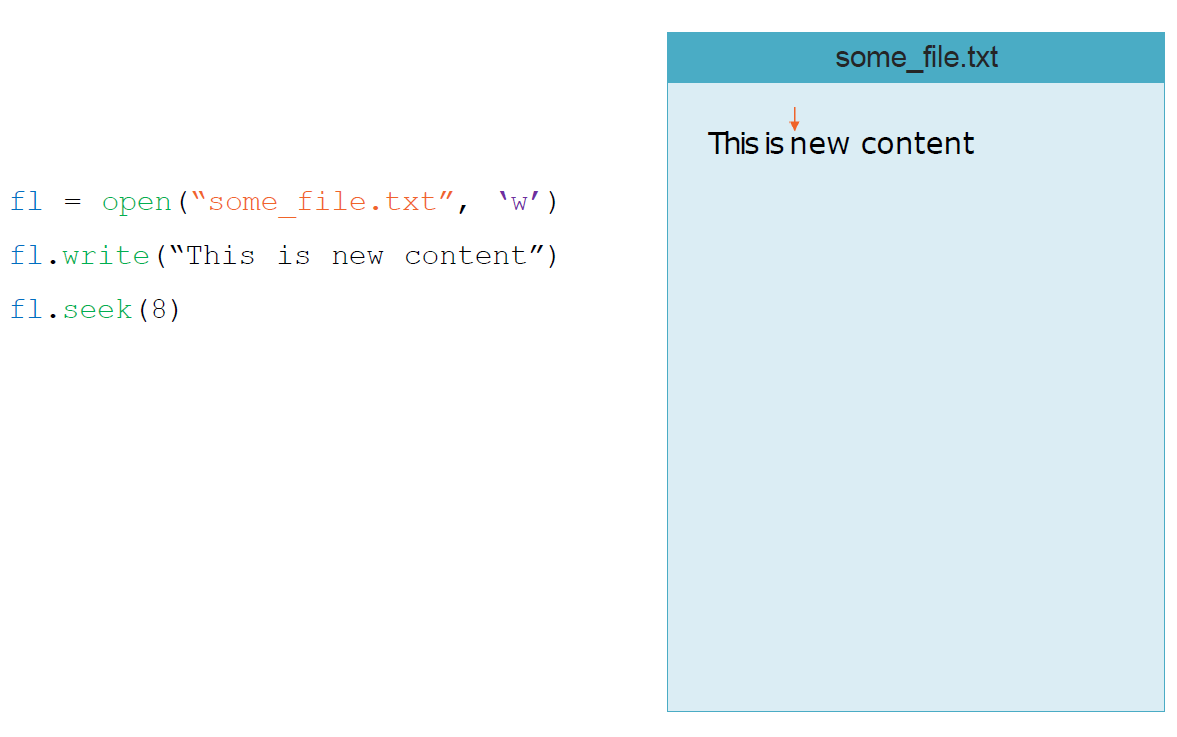 some_file.txt
This is new content
fl = open(“some_file.txt”, ‘w’)
fl.write(“This is new content”)
fl.seek(8)